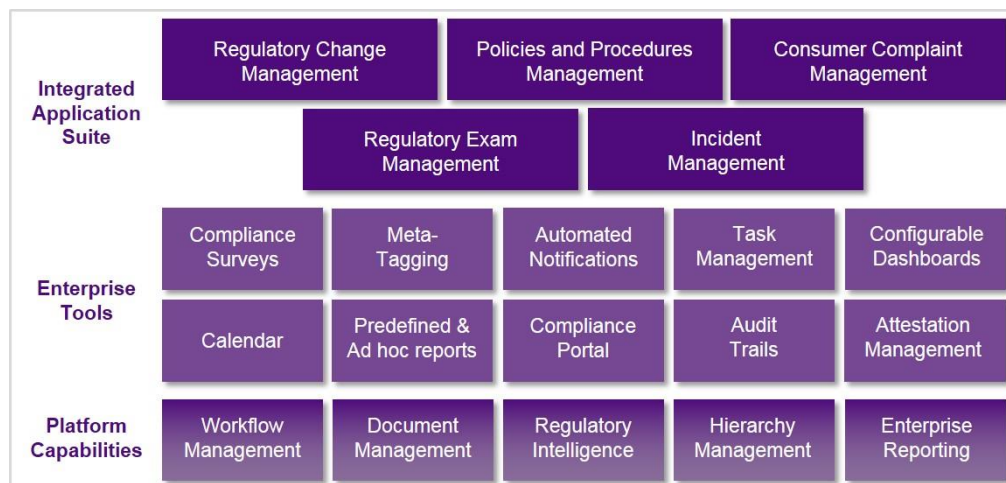 Integrated
Application
Suite
Regulatory Change
Management
Policies and Procedures
Management
Consumer Complaint
Management
Regulatory Exam
Management
Incident
Management
Enterprise
Tools
Compliance
Surveys
Meta-
Tagging
Automated
Notifications
Task
Management
Configurable
Dashboards
Calendar
Predefined &
Ad hoc reports
Compliance
Portal
Audit
Trails
Attestation
Management
Platform
Capabilities
Workflow
Management
Document
Management
Regulatory
Intelligence
Hierarchy
Management
Enterprise
Reporting